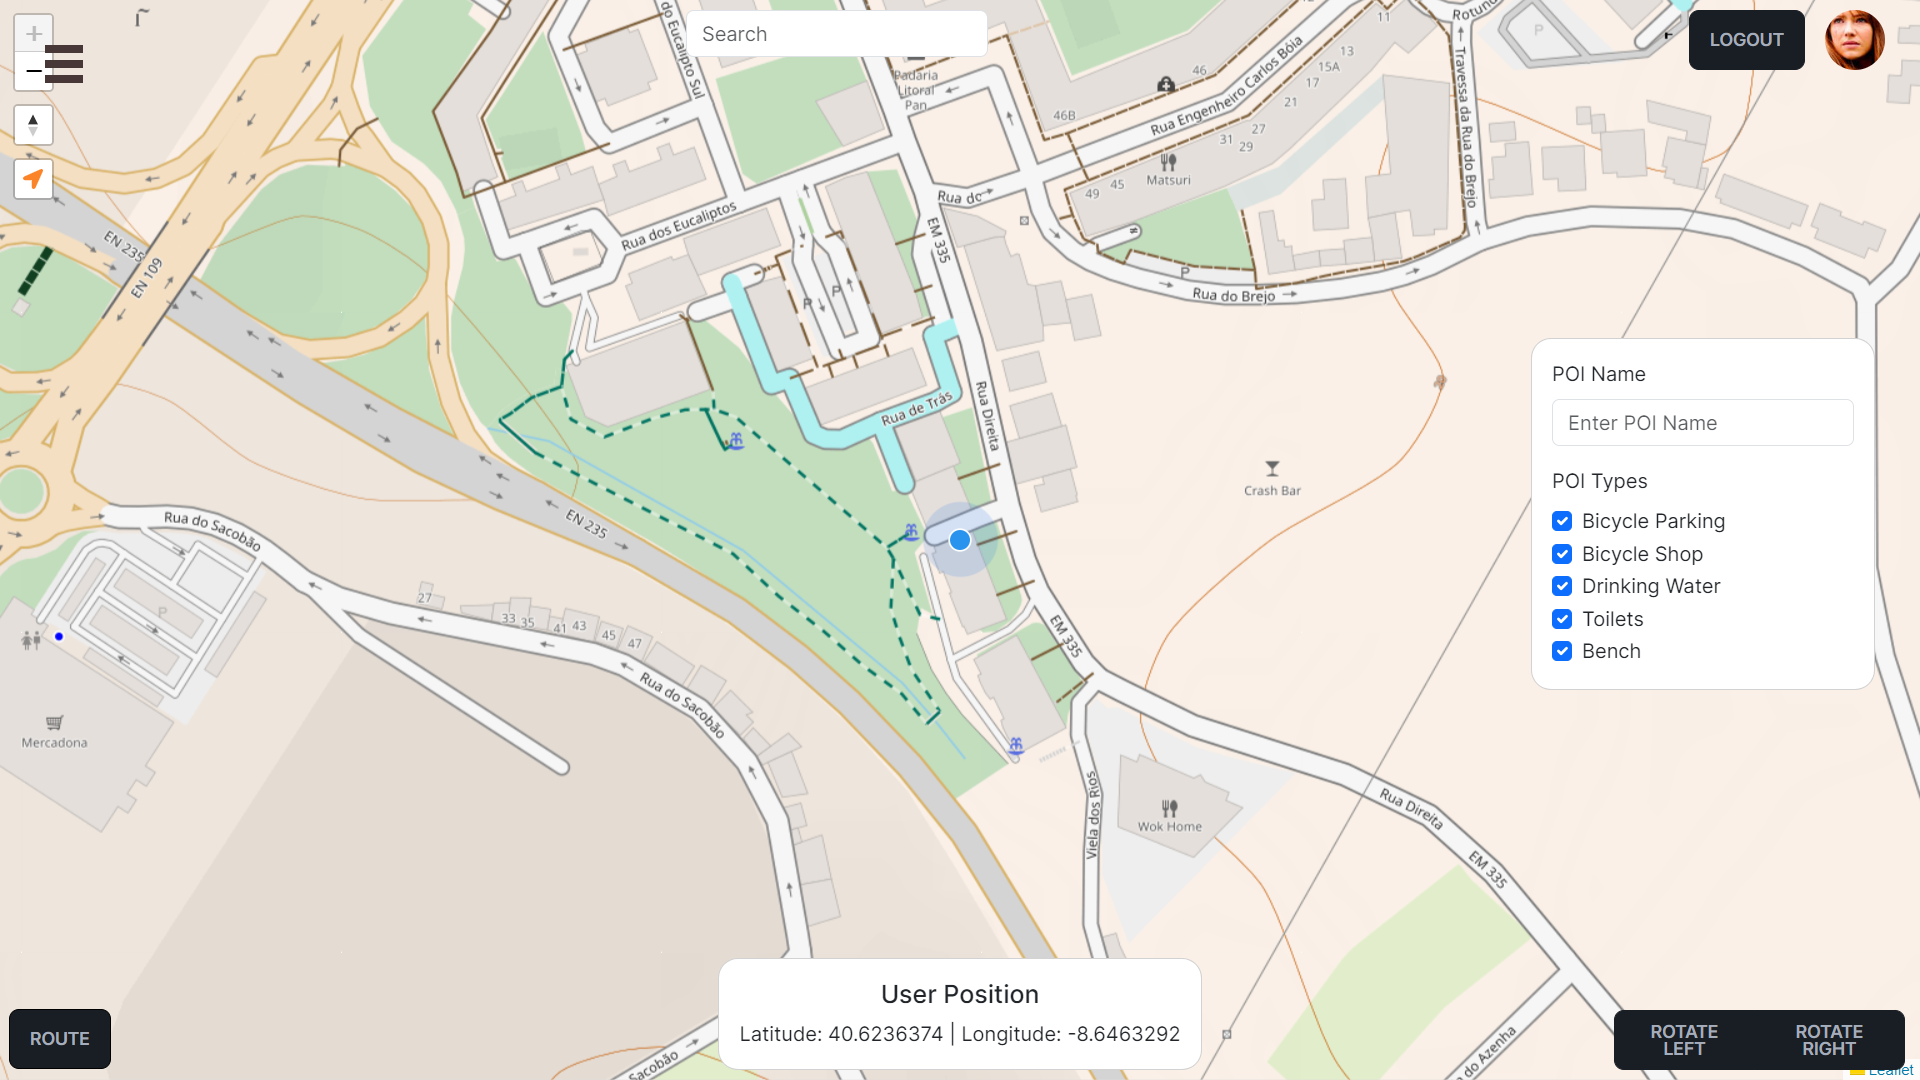 Search
LOGOUT
+
−
do Eucalipto Sul
Padaria
Litoral
Pan
46
46B
Rua Engenheiro Carlos Bóia
11
13
15A
17
21
27
31
29
Matsuri
49
45
Travessa da Rua do Brejo
P
Rua do
EM 335
Rua dos Eucaliptos
EN 235
EN 109
P
P
P
Rua do Brejo
Rua Direita
Rua de Trás
Crash Bar
Rua do Sacobão
EN 235
P
27
33
35
41
43
45
47
EM 335
Rua do Sacobão
Mercadona
Viela dos Rios
Wok Home
Rua Direita
EM 335
Sacobão
do Azenha
POI Name
Enter POI Name
POI Types
Bicycle Parking
Bicycle Shop
Drinking Water
Toilets
Bench
User Position
Latitude: 40.6236374 | Longitude: -8.6463292
ROUTE
ROTATE
LEFT
ROTATE
RIGHT
Leaflet